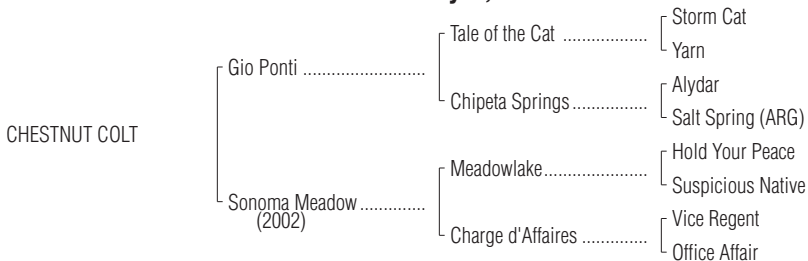 Storm Cat
Tale of the Cat ..................
Yarn
Gio Ponti ..........................
Alydar
Chipeta Springs................
Salt Spring (ARG)
CHESTNUT COLT
Hold Your Peace
Meadowlake......................
Suspicious Native
Sonoma Meadow..............
(2002)
Vice Regent
Charge d'Affaires ..............
Office Affair